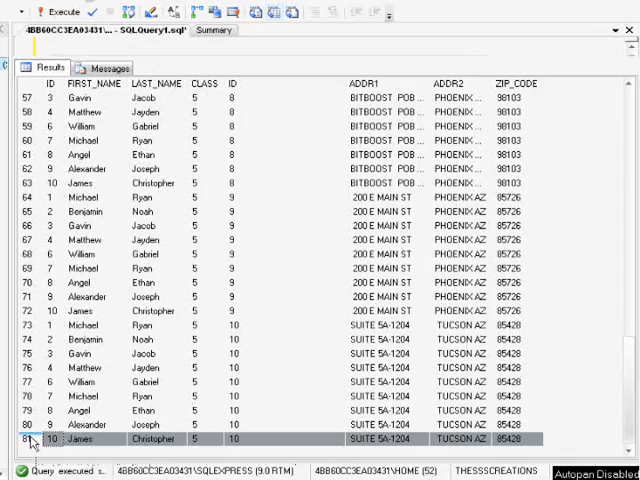 Execute
4BB60CC3EA03431\... - SQLQuery1.sql* Summary
Results Messages
ID FIRST_NAME LAST_NAME CLASS ID ADDR1 ADDR2 ZIP_CODE
57 3 Gavin Jacob 5 8 BITBOOST POB ... PHOENIX ... 98103
58 4 Matthew Jayden 5 8 BITBOOST POB ... PHOENIX ... 98103
59 6 William Gabriel 5 8 BITBOOST POB ... PHOENIX ... 98103
60 7 Michael Ryan 5 8 BITBOOST POB ... PHOENIX ... 98103
61 8 Angel Ethan 5 8 BITBOOST POB ... PHOENIX ... 98103
62 9 Alexander Joseph 5 8 BITBOOST POB ... PHOENIX ... 98103
63 10 James Christopher 5 8 BITBOOST POB ... PHOENIX ... 98103
64 1 Michael Ryan 5 9 200 E MAIN ST PHOENIX AZ 85726
65 2 Benjamin Noah 5 9 200 E MAIN ST PHOENIX AZ 85726
66 3 Gavin Jacob 5 9 200 E MAIN ST PHOENIX AZ 85726
67 4 Matthew Jayden 5 9 200 E MAIN ST PHOENIX AZ 85726
68 6 William Gabriel 5 9 200 E MAIN ST PHOENIX AZ 85726
69 7 Michael Ryan 5 9 200 E MAIN ST PHOENIX AZ 85726
70 8 Angel Ethan 5 9 200 E MAIN ST PHOENIX AZ 85726
71 9 Alexander Joseph 5 9 200 E MAIN ST PHOENIX AZ 85726
72 10 James Christopher 5 9 200 E MAIN ST PHOENIX AZ 85726
73 1 Michael Ryan 5 10 SUITE 5A-1204 TUCSON AZ 85428
74 2 Benjamin Noah 5 10 SUITE 5A-1204 TUCSON AZ 85428
75 3 Gavin Jacob 5 10 SUITE 5A-1204 TUCSON AZ 85428
76 4 Matthew Jayden 5 10 SUITE 5A-1204 TUCSON AZ 85428
77 6 William Gabriel 5 10 SUITE 5A-1204 TUCSON AZ 85428
78 7 Michael Ryan 5 10 SUITE 5A-1204 TUCSON AZ 85428
79 8 Angel Ethan 5 10 SUITE 5A-1204 TUCSON AZ 85428
80 9 Alexander Joseph 5 10 SUITE 5A-1204 TUCSON AZ 85428
81 10 James Christopher 5 10 SUITE 5A-1204 TUCSON AZ 85428
Query executed s.. 4BB60CC3EA03431\SQLEXPRESS (9.0 RTM) 4BB60CC3EA03431\HOME (52) THESSSCREATIONS
Autopan Disabled